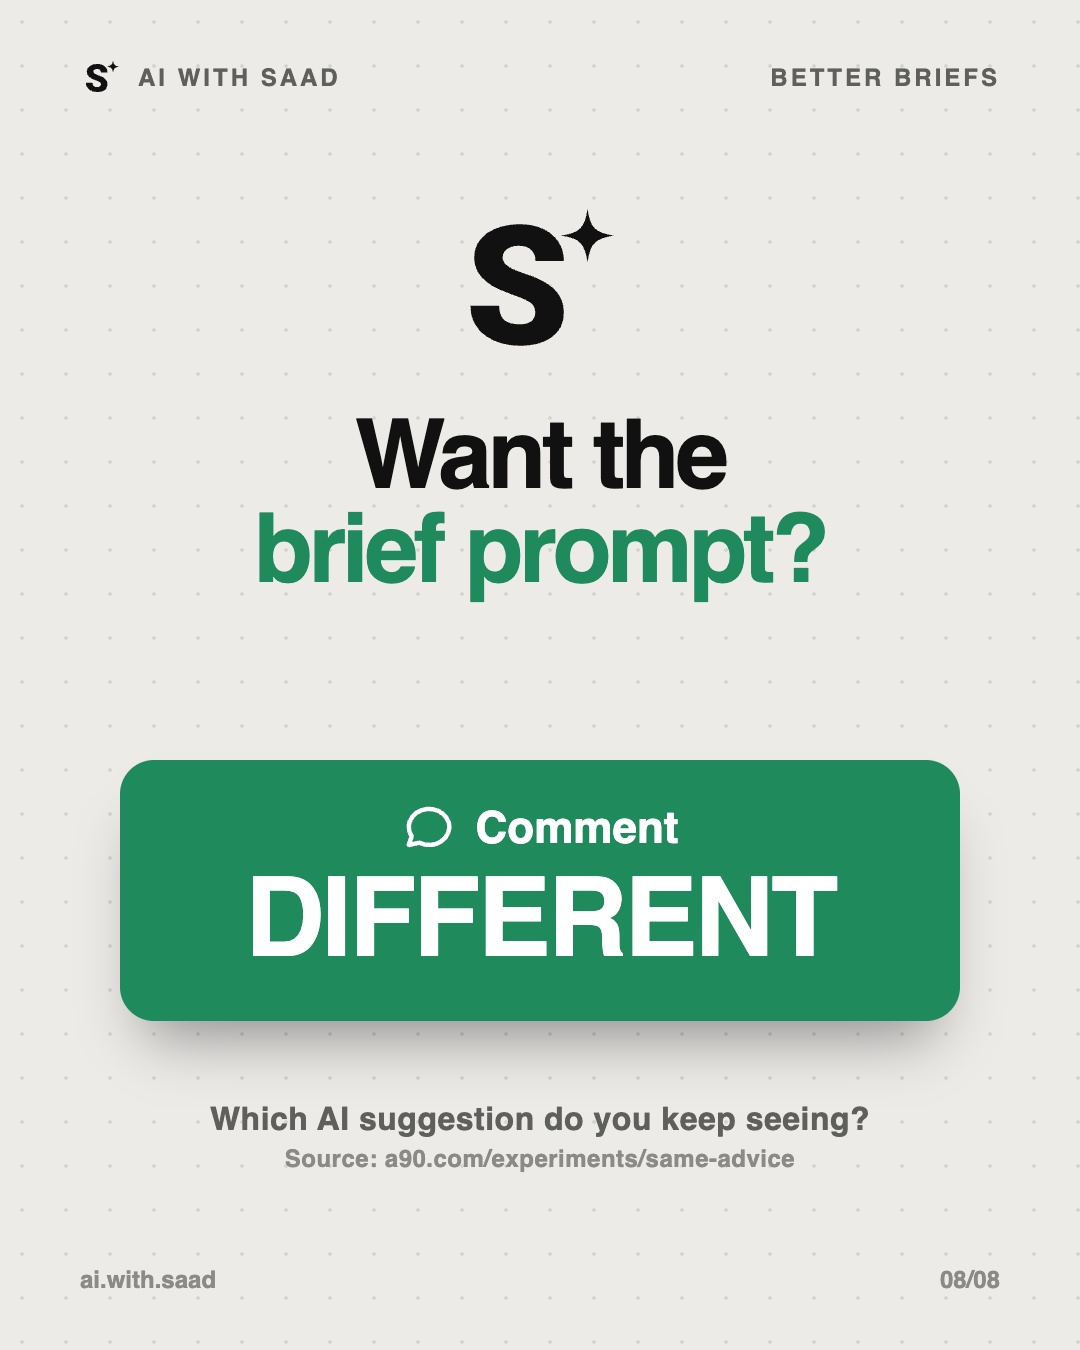 S AI WITH SAAD
BETTER BRIEFS
S
Want the
brief prompt?
Comment
DIFFERENT
Which AI suggestion do you keep seeing?
Source: a90.com/experiments/same-advice
ai.with.saad
08/08